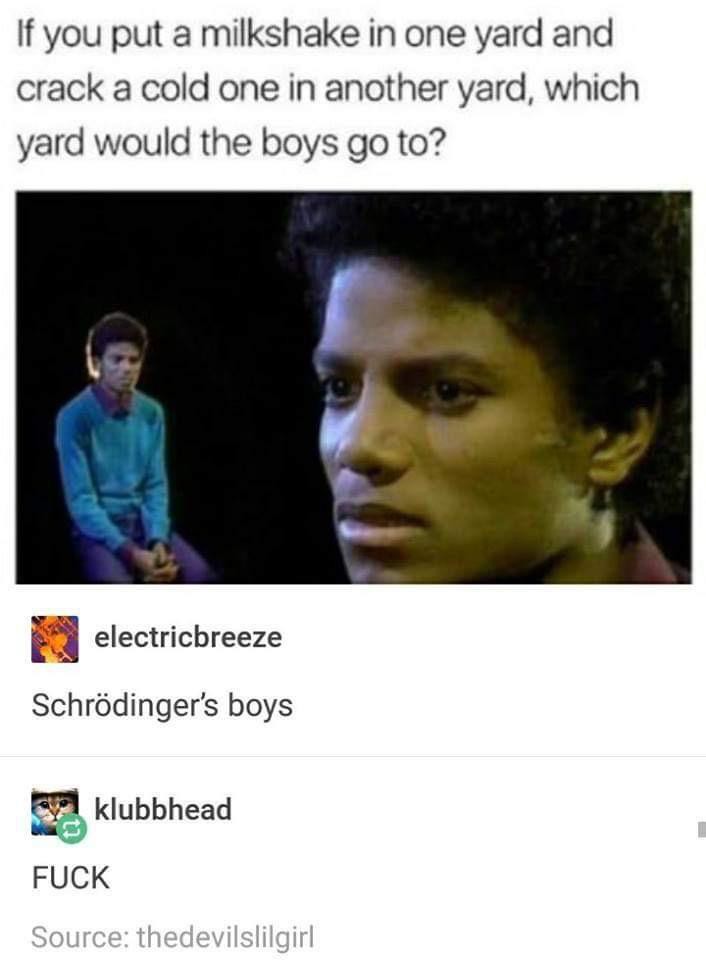 If you put a milkshake in one yard and
crack a cold one in another yard, which
yard would the boys go to?
electricbreeze
Schrödinger's boys
klubbhead
FUCK
Source: thedevilslilgirl